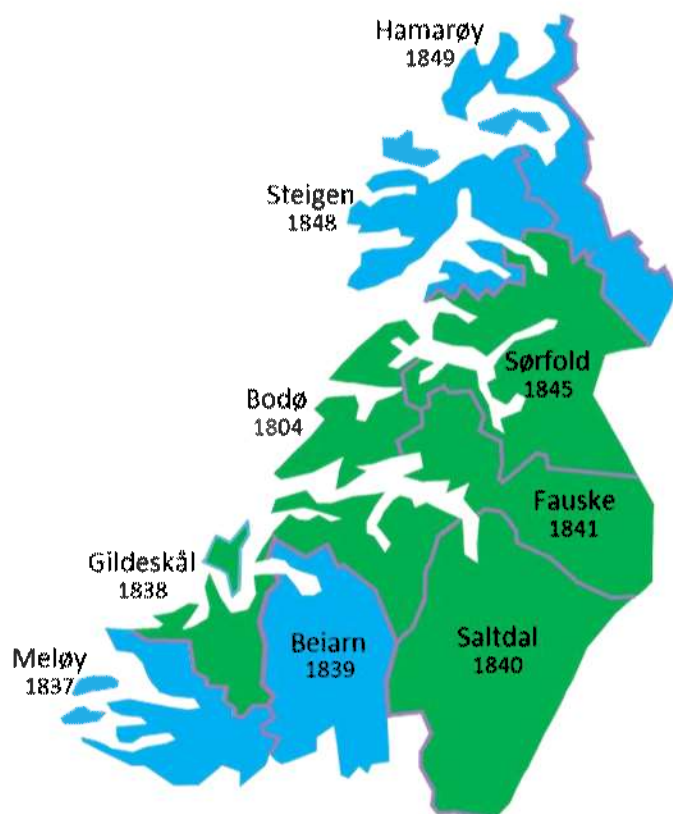 Hamarøy
1849
Steigen
1848
Sørfold
1845
Bodø
1804
Fauske
1841
Gildeskål
1838
Beiarn
1839
Saltdal
1840
Meløy
1837